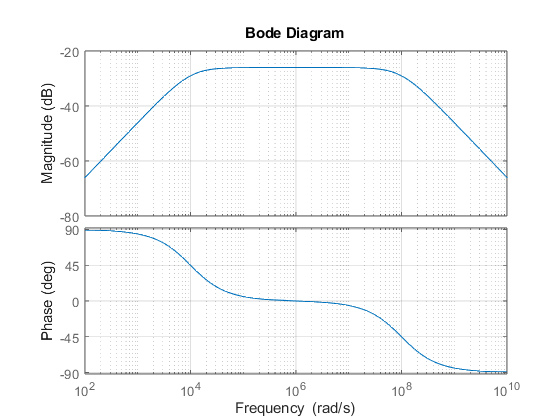 Bode Diagram
Magnitude (dB)
-20
-40
-60
-80
Phase (deg)
90
45
0
-45
-90
10^2 10^4 10^6 10^8 10^10
Frequency (rad/s)